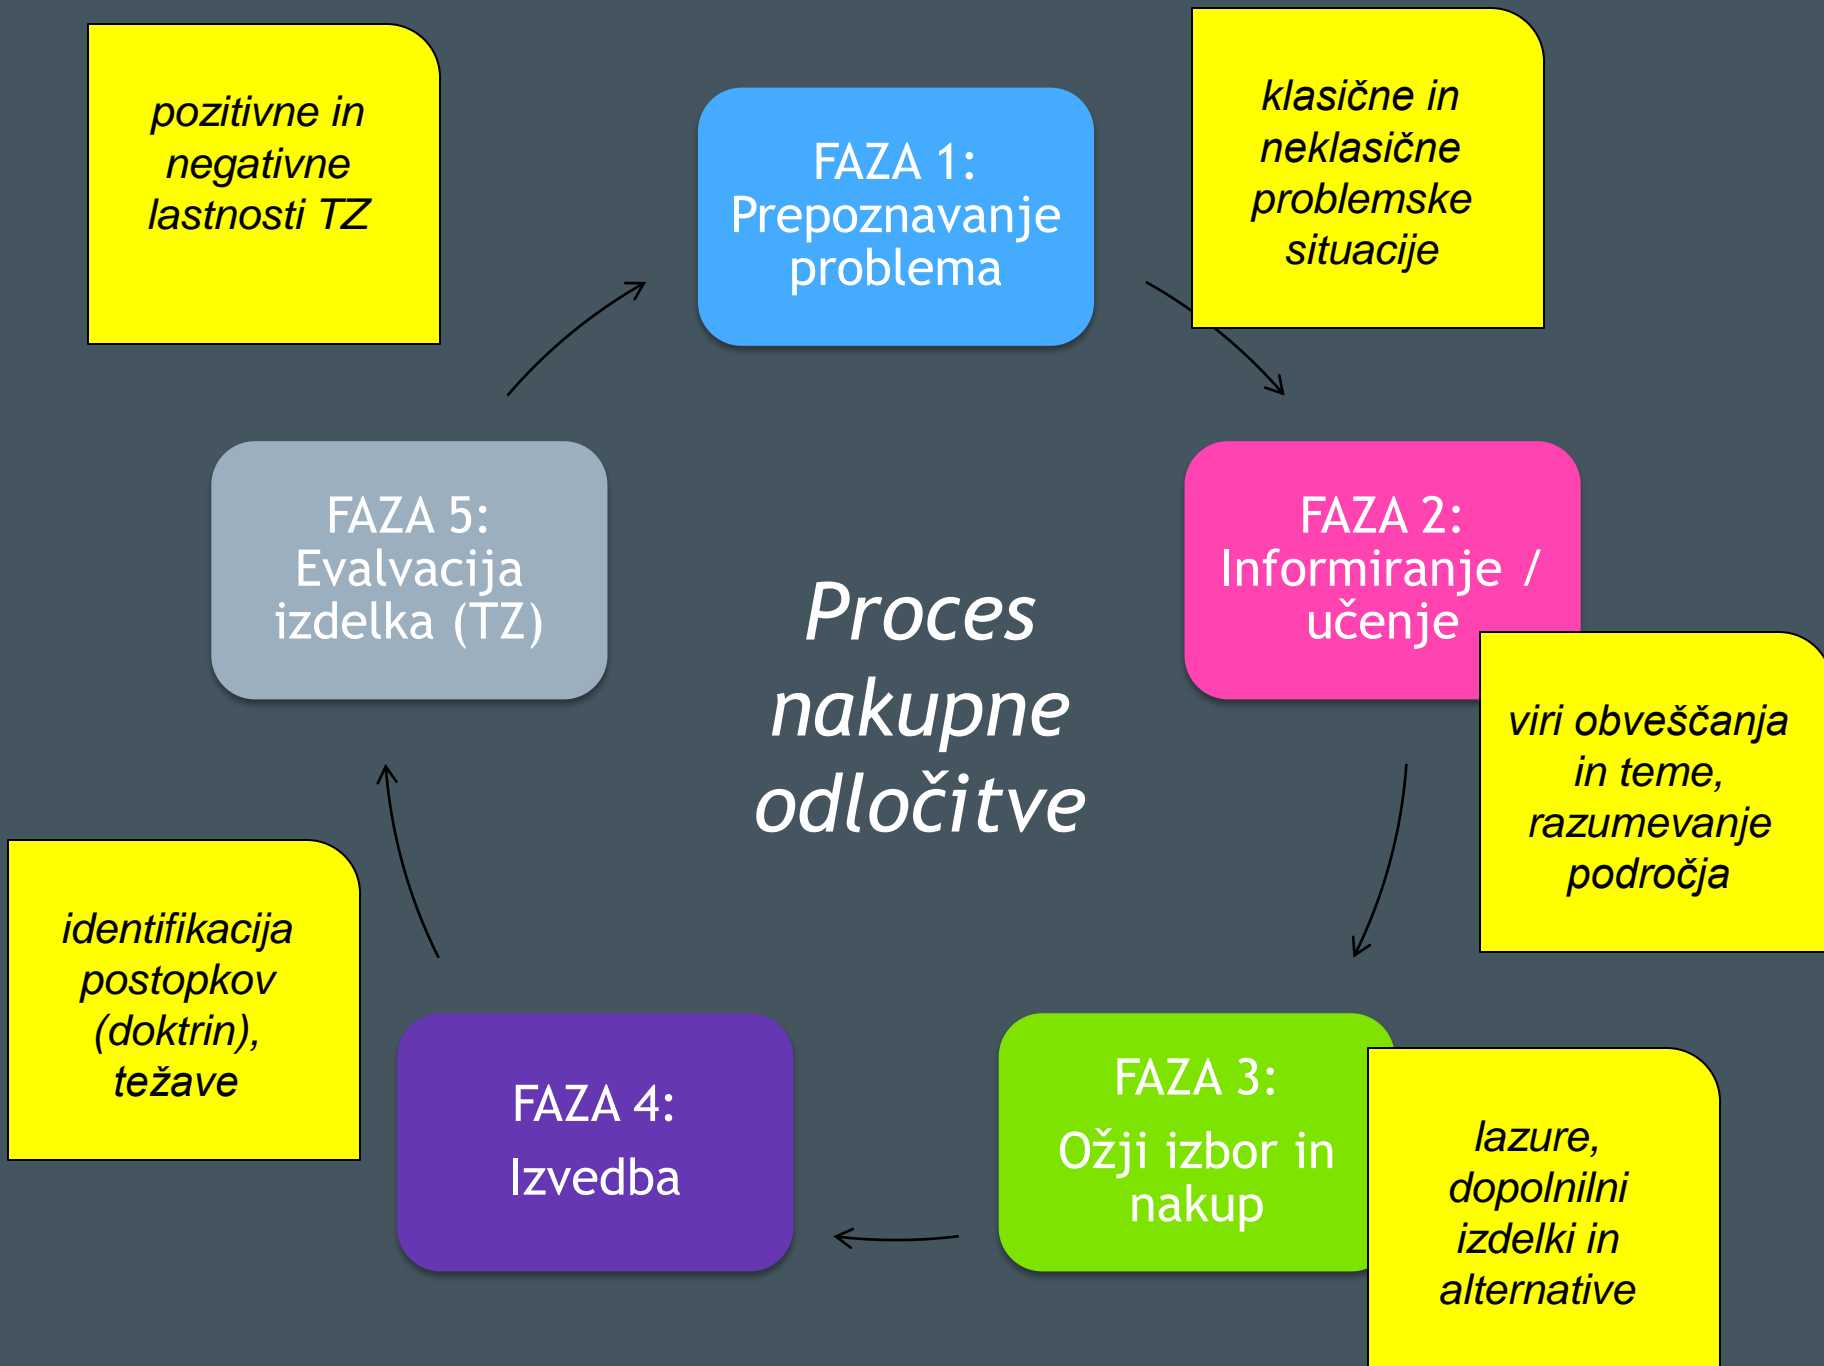 pozitivne in
negativne
lastnosti TZ
FAZA 1:
Prepoznavanje
problema
klasične in
neklasične
problemske
situacije
FAZA 5:
Evalvacija
izdelka (TZ)
FAZA 2:
Informiranje /
učenje
Proces
nakupne
odločitve
viri obveščanja
in teme,
razumevanje
področja
identifikacija
postopkov
(doktrin),
težave
FAZA 4:
Izvedba
FAZA 3:
Ožji izbor in
nakup
lazure,
dopolnilni
izdelki in
alternative